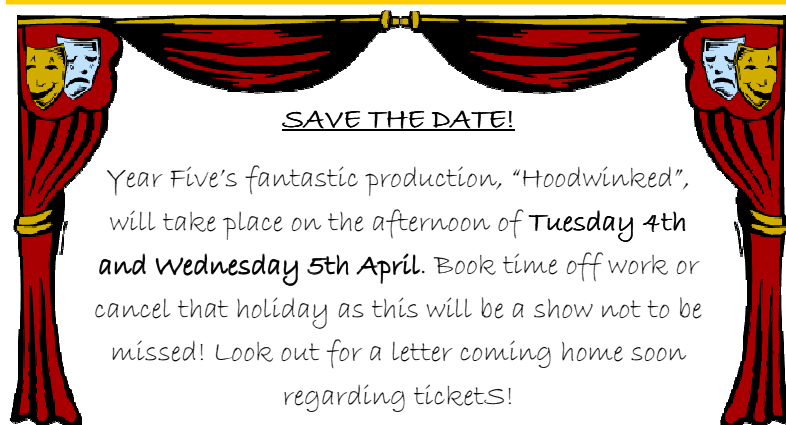 SAVE THE DATE!
Year Five's fantastic production, "Hoodwinked",
will take place on the afternoon of Tuesday 4th
and Wednesday 5th April. Book time off work or
cancel that holiday as this will be a show not to be
missed! Look out for a letter coming home soon
regarding ticketS!